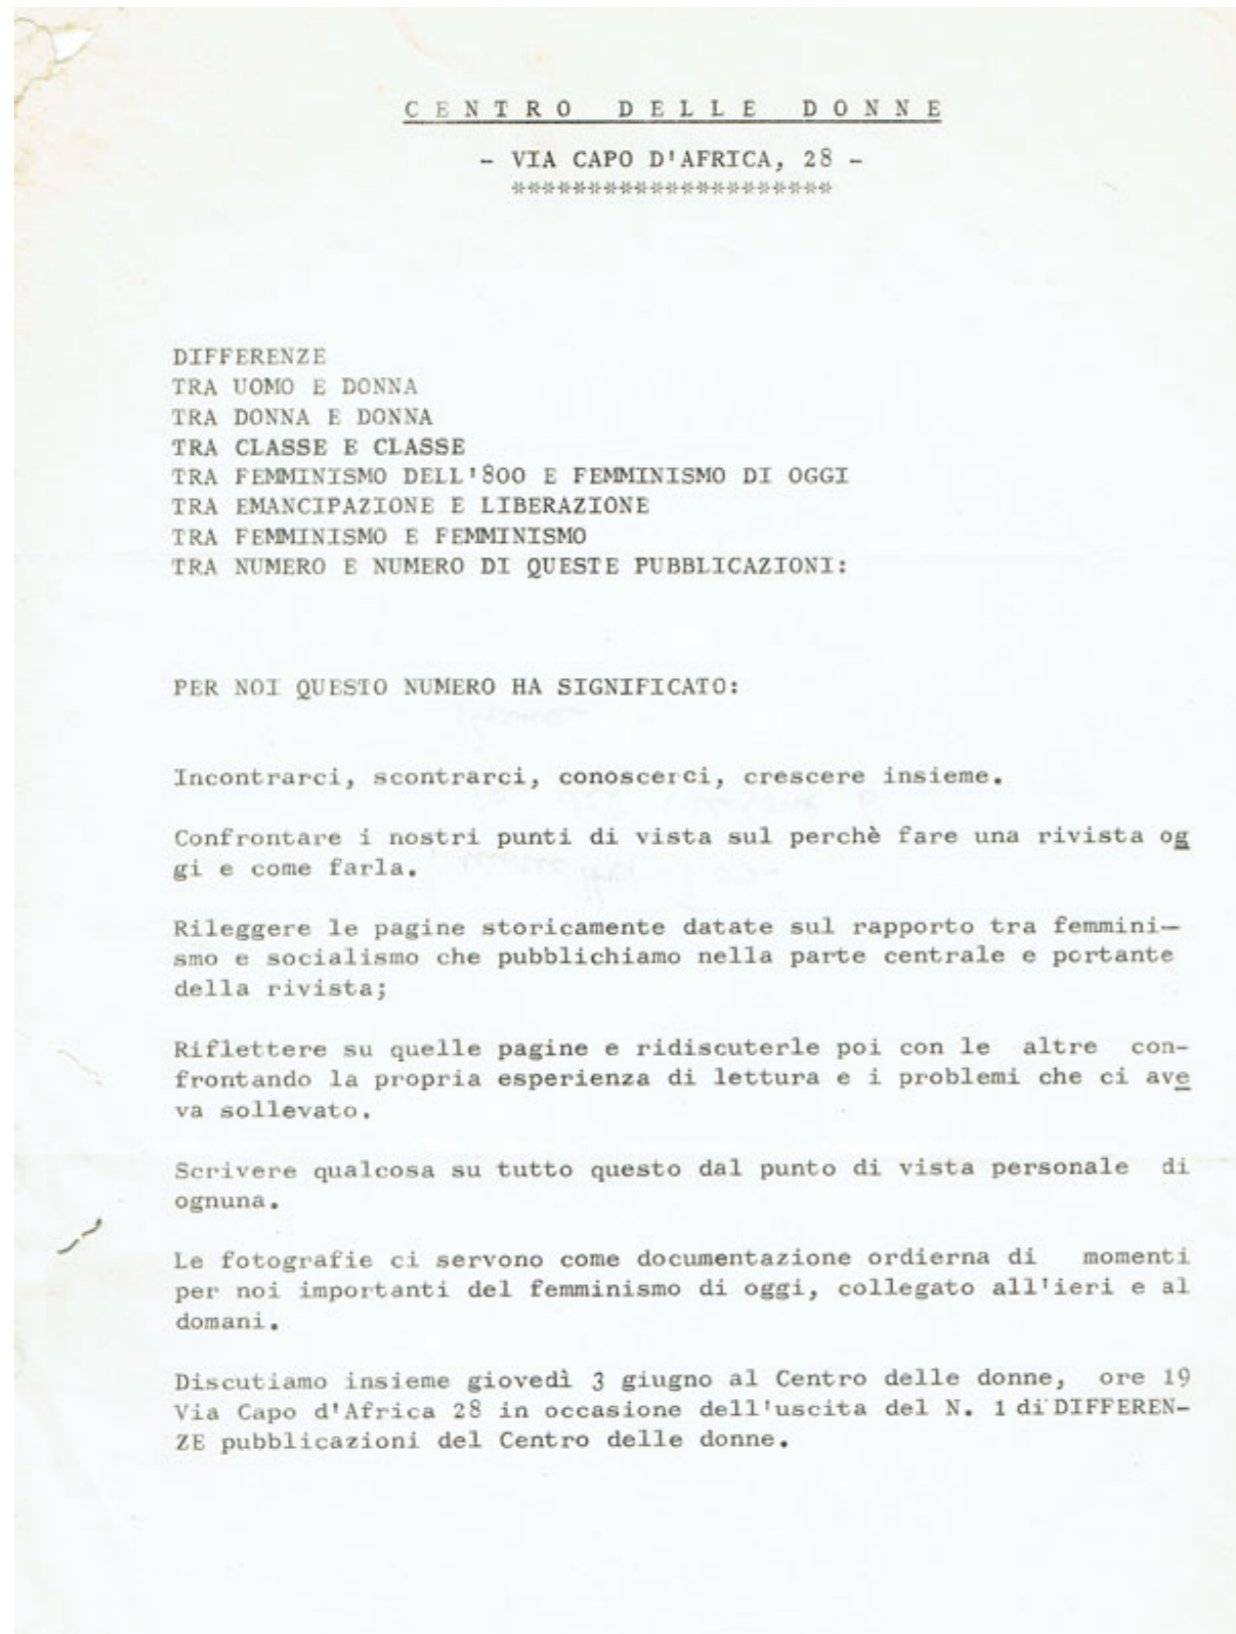 CENTRO DELLE DONNE
- VIA CAPO D'AFRICA, 28 -
*********************
DIFFERENZE
TRA UOMO E DONNA
TRA DONNA E DONNA
TRA CLASSE E CLASSE
TRA FEMMINISMO DELL'800 E FEMMINISMO DI OGGI
TRA EMANCIPAZIONE E LIBERAZIONE
TRA FEMMINISMO E FEMMINISMO
TRA NUMERO E NUMERO DI QUESTE PUBBLICAZIONI:
PER NOI QUESTO NUMERO HA SIGNIFICATO:
Incontrarci, scontrarci, conoscerci, crescere insieme.
Confrontare i nostri punti di vista sul perchè fare una rivista og
gi e come farla.
Rileggere le pagine storicamente datate sul rapporto tra femmini-
smo e socialismo che pubblichiamo nella parte centrale e portante
della rivista;
Riflettere su quelle pagine e ridiscuterle poi con le altre con-
frontando la propria esperienza di lettura e i problemi che ci ave
va sollevato.
Scrivere qualcosa su tutto questo dal punto di vista personale di
ognuna.
Le fotografie ci servono come documentazione ordierna di momenti
per noi importanti del femminismo di oggi, collegato all'ieri e al
domani.
Discutiamo insieme giovedì 3 giugno al Centro delle donne, ore 19
Via Capo d'Africa 28 in occasione dell'uscita del N. 1 di DIFFEREN-
ZE pubblicazioni del Centro delle donne.